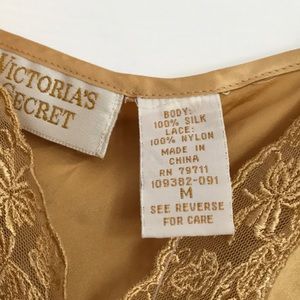 VICTORIA'S
SECRET
BODY:
100% SILK
LACE:
100% NYLON
MADE IN
CHINA
RN 79711
109382-091
M
SEE REVERSE
FOR CARE